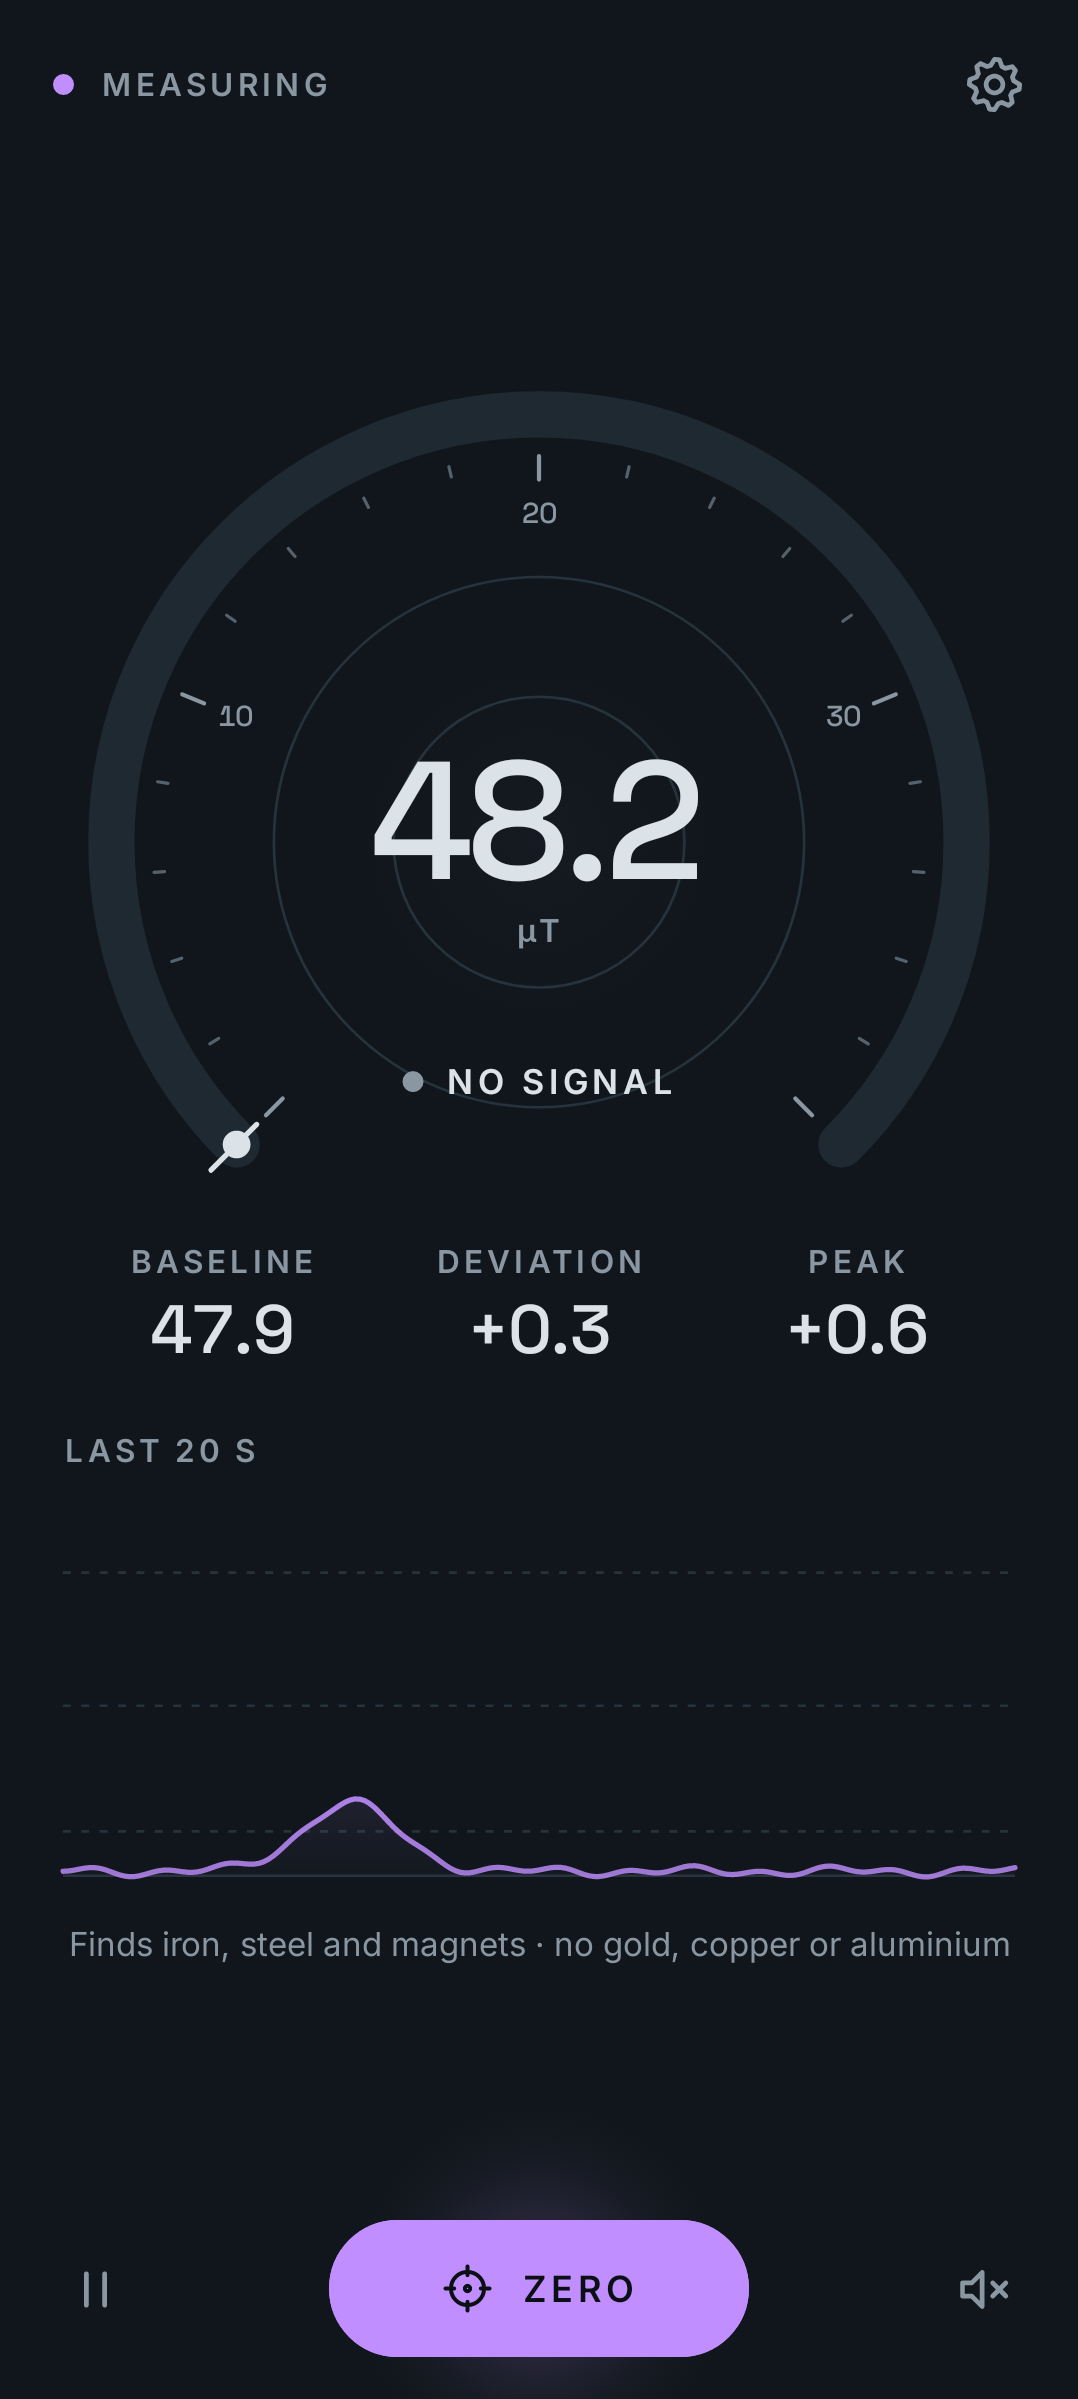 MEASURING
20
10
30
48.2
µT
NO SIGNAL
BASELINE DEVIATION PEAK
47.9 +0.3 +0.6
LAST 20 S
Finds iron, steel and magnets · no gold, copper or aluminium
ZERO